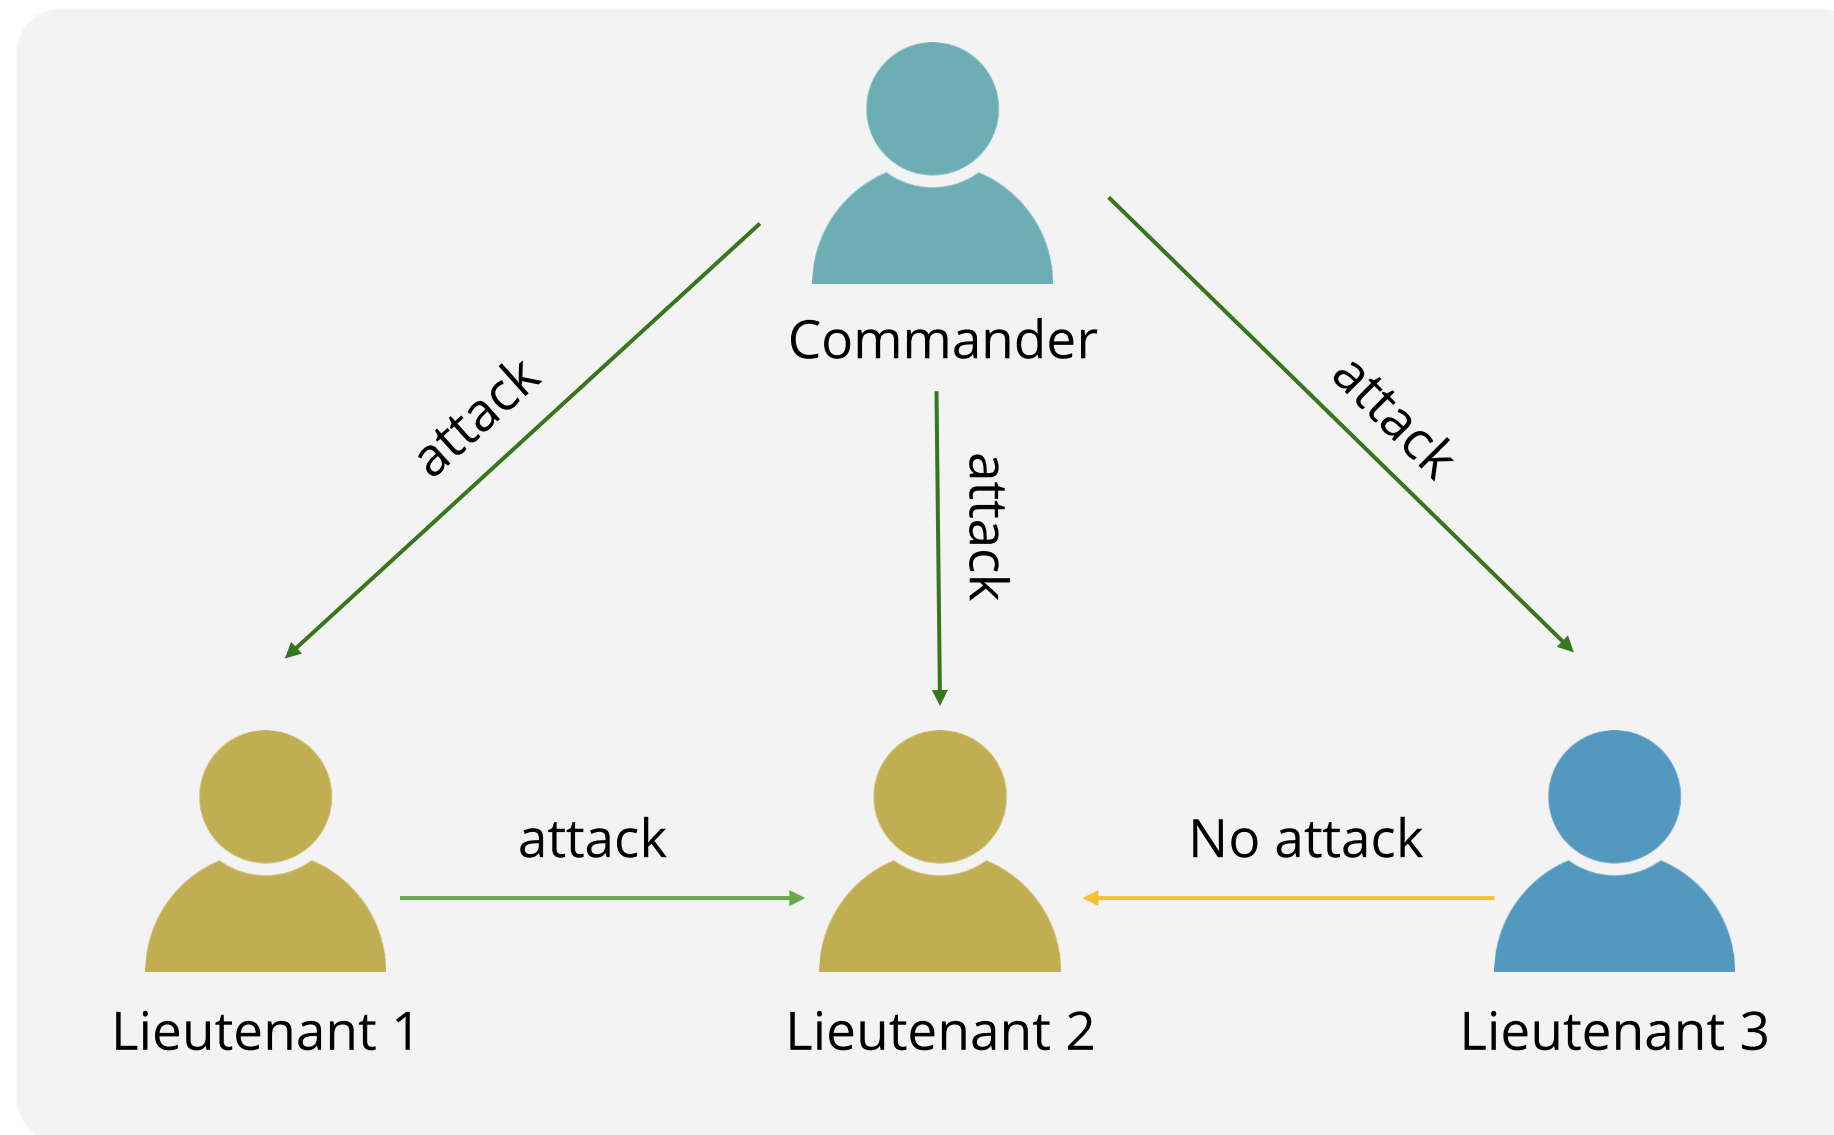 Commander
attack
attack
attack
attack
No attack
Lieutenant 1
Lieutenant 2
Lieutenant 3